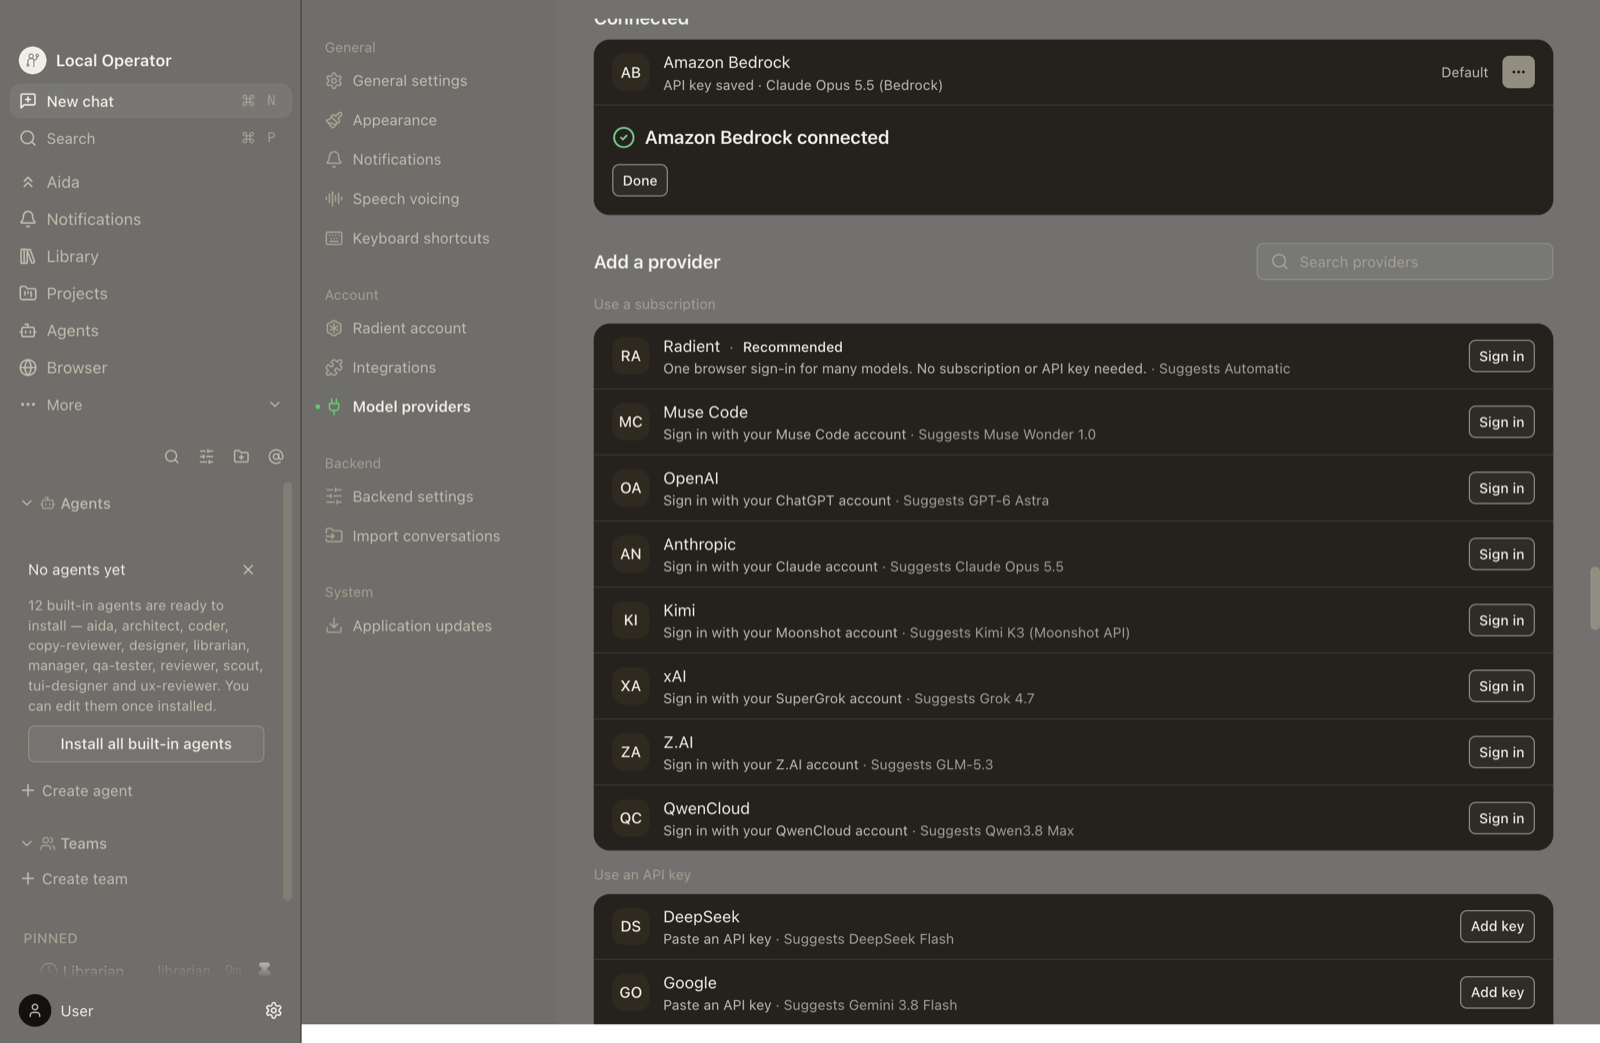 Local Operator
New chat ⌘ N
Search ⌘ P
Aida
Notifications
Library
Projects
Agents
Browser
More
Agents
No agents yet
12 built-in agents are ready to
install — aida, architect, coder,
copy-reviewer, designer, librarian,
manager, qa-tester, reviewer, scout,
tui-designer and ux-reviewer. You
can edit them once installed.
Install all built-in agents
Create agent
Teams
Create team
PINNED
Librarian · librarian 9m
User
General
General settings
Appearance
Notifications
Speech voicing
Keyboard shortcuts
Account
Radient account
Integrations
Model providers
Backend
Backend settings
Import conversations
System
Application updates
Connected
AB
Amazon Bedrock
API key saved · Claude Opus 5.5 (Bedrock)
Default
Amazon Bedrock connected
Done
Add a provider
Search providers
Use a subscription
RA
Radient · Recommended
One browser sign-in for many models. No subscription or API key needed. · Suggests Automatic
Sign in
MC
Muse Code
Sign in with your Muse Code account · Suggests Muse Wonder 1.0
Sign in
OA
OpenAI
Sign in with your ChatGPT account · Suggests GPT-6 Astra
Sign in
AN
Anthropic
Sign in with your Claude account · Suggests Claude Opus 5.5
Sign in
KI
Kimi
Sign in with your Moonshot account · Suggests Kimi K3 (Moonshot API)
Sign in
XA
xAI
Sign in with your SuperGrok account · Suggests Grok 4.7
Sign in
ZA
Z.AI
Sign in with your Z.AI account · Suggests GLM-5.3
Sign in
QC
QwenCloud
Sign in with your QwenCloud account · Suggests Qwen3.8 Max
Sign in
Use an API key
DS
DeepSeek
Paste an API key · Suggests DeepSeek Flash
Add key
GO
Google
Paste an API key · Suggests Gemini 3.8 Flash
Add key